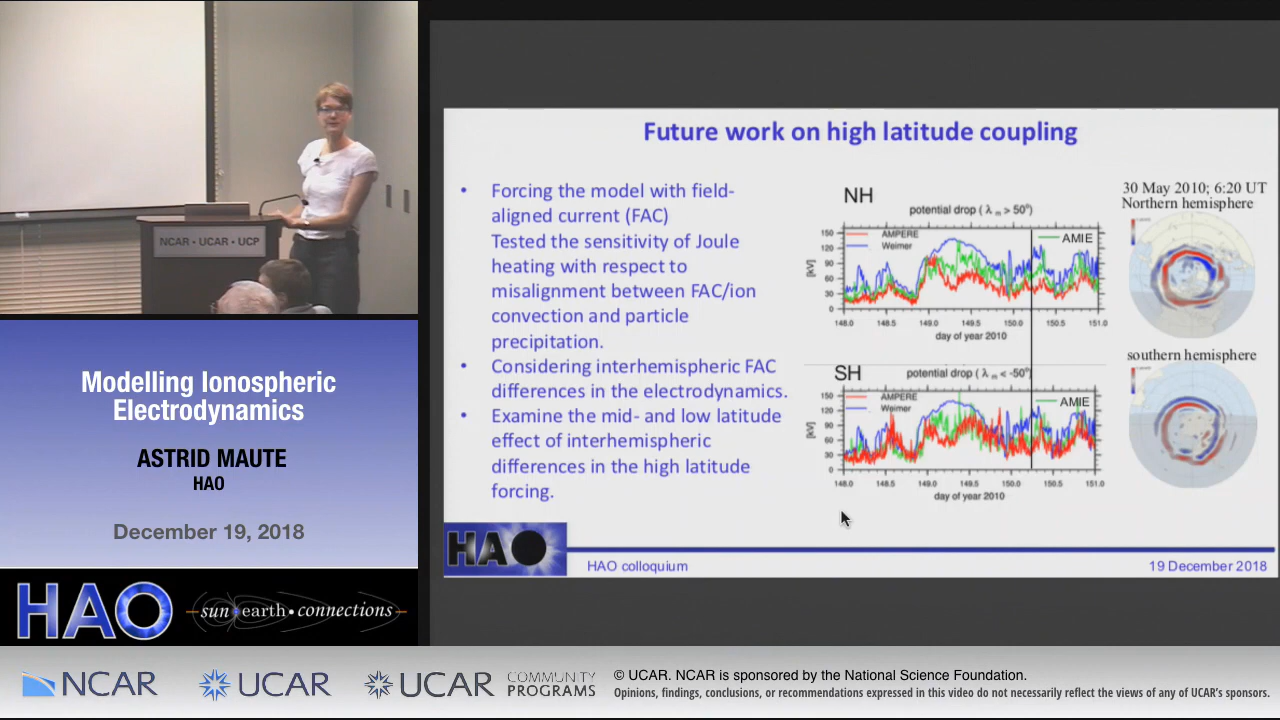 NCAR • UCAR • UCP
Modelling Ionospheric
Electrodynamics
ASTRID MAUTE
HAO
December 19, 2018
HAO
sun earth • connections
Future work on high latitude coupling
• Forcing the model with field-
aligned current (FAC)
Tested the sensitivity of Joule
heating with respect to
misalignment between FAC/ion
convection and particle
precipitation.
• Considering interhemispheric FAC
differences in the electrodynamics.
• Examine the mid- and low latitude
effect of interhemispheric
differences in the high latitude
forcing.
NH
potential drop ( λ m > 50°)
AMPERE
Weimer
AMIE
[kV]
150
120
90
60
30
0
148.0 148.5 149.0 149.5 150.0 150.5 151.0
day of year 2010
SH
potential drop ( λ m < -50°)
AMPERE
Weimer
AMIE
[kV]
150
120
90
60
30
0
148.0 148.5 149.0 149.5 150.0 150.5 151.0
day of year 2010
30 May 2010; 6:20 UT
Northern hemisphere
southern hemisphere
HAO
HAO colloquium
19 December 2018
NCAR
UCAR
UCAR
COMMUNITY
PROGRAMS
© UCAR. NCAR is sponsored by the National Science Foundation.
Opinions, findings, conclusions, or recommendations expressed in this video do not necessarily reflect the views of any of UCAR's sponsors.